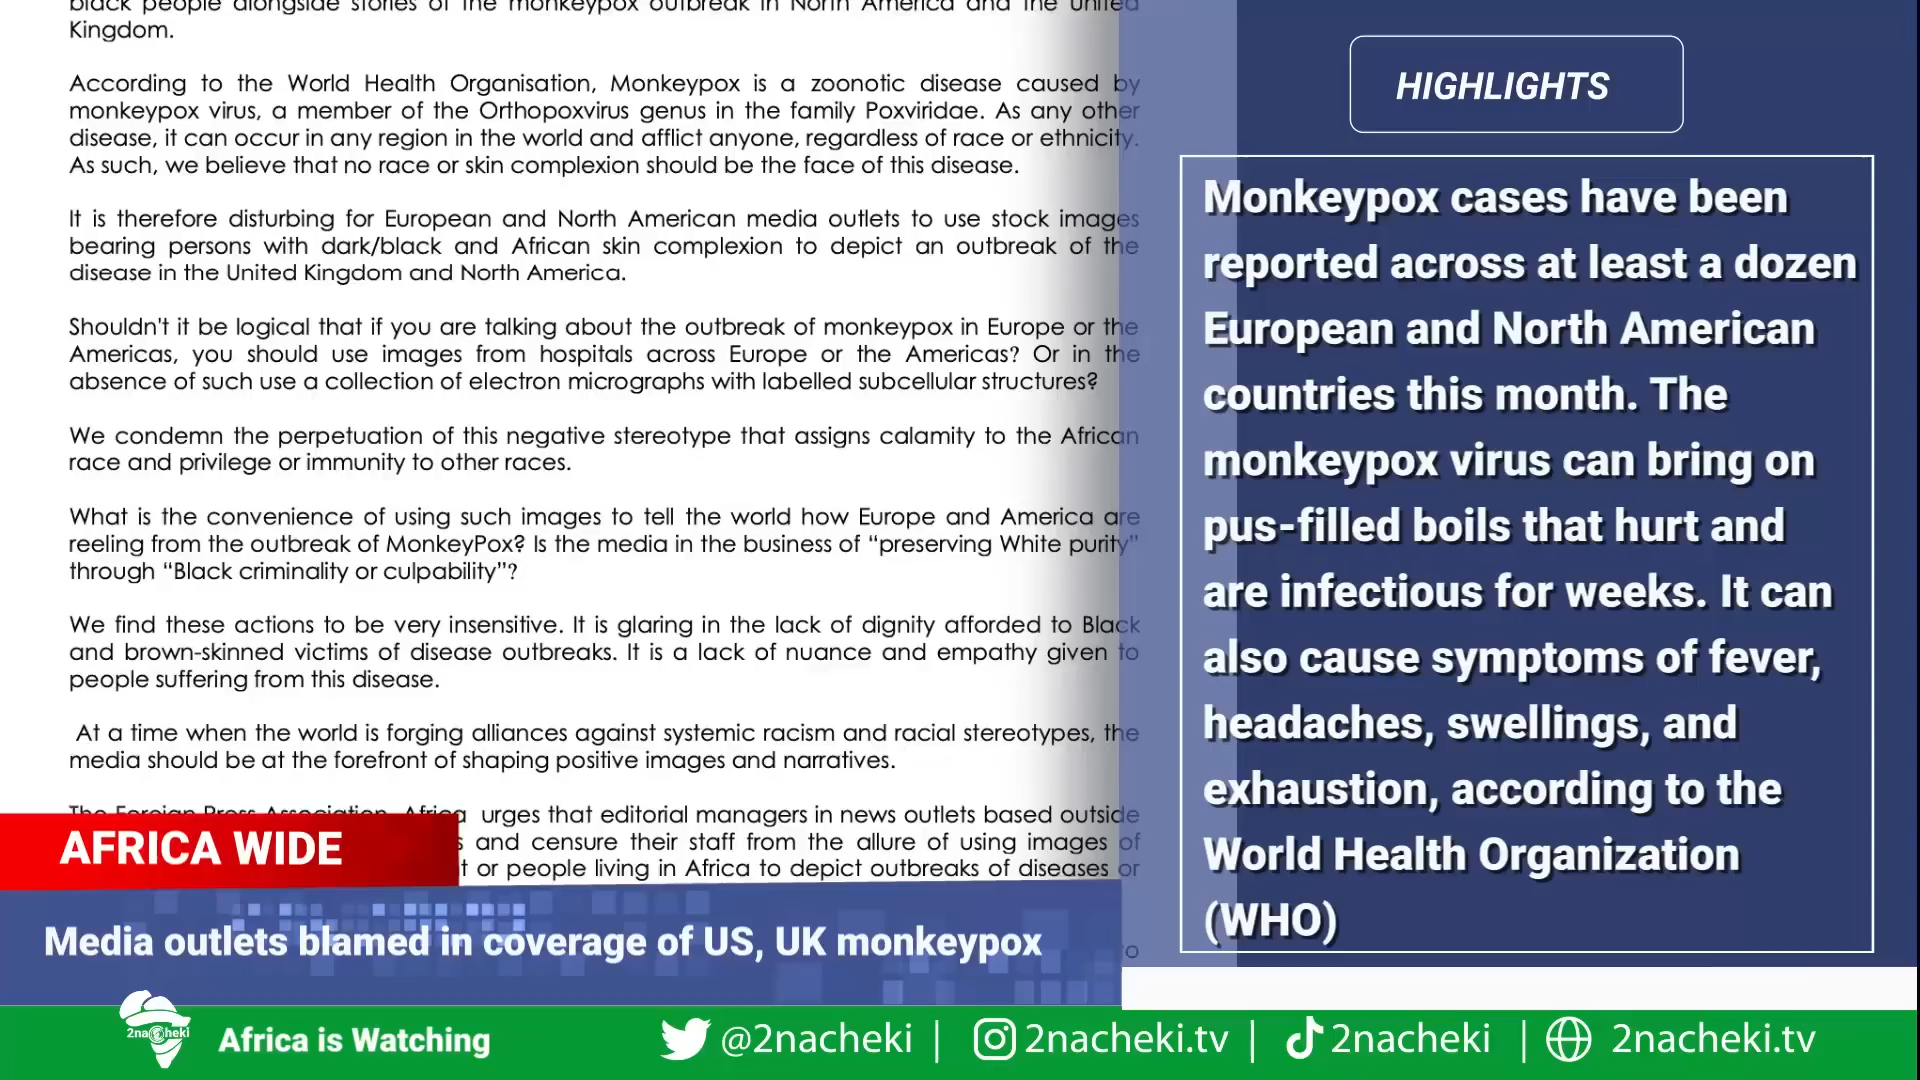 black people alongside stories of the monkeypox outbreak in North America and the United
Kingdom.
According to the World Health Organisation, Monkeypox is a zoonotic disease caused by
monkeypox virus, a member of the Orthopoxvirus genus in the family Poxviridae. As any other
disease, it can occur in any region in the world and afflict anyone, regardless of race or ethnicity.
As such, we believe that no race or skin complexion should be the face of this disease.
It is therefore disturbing for European and North American media outlets to use stock images
bearing persons with dark/black and African skin complexion to depict an outbreak of the
disease in the United Kingdom and North America.
Shouldn't it be logical that if you are talking about the outbreak of monkeypox in Europe or the
Americas, you should use images from hospitals across Europe or the Americas? Or in the
absence of such use a collection of electron micrographs with labelled subcellular structures?
We condemn the perpetuation of this negative stereotype that assigns calamity to the African
race and privilege or immunity to other races.
What is the convenience of using such images to tell the world how Europe and America are
reeling from the outbreak of MonkeyPox? Is the media in the business of “preserving White purity”
through “Black criminality or culpability”?
We find these actions to be very insensitive. It is glaring in the lack of dignity afforded to Black
and brown-skinned victims of disease outbreaks. It is a lack of nuance and empathy given to
people suffering from this disease.
At a time when the world is forging alliances against systemic racism and racial stereotypes, the
media should be at the forefront of shaping positive images and narratives.
The Foreign Press Association, Africa urges that editorial managers in news outlets based outside
and censure their staff from the allure of using images of
or people living in Africa to depict outbreaks of diseases or
AFRICA WIDE
Media outlets blamed in coverage of US, UK monkeypox
HIGHLIGHTS
Monkeypox cases have been
reported across at least a dozen
European and North American
countries this month. The
monkeypox virus can bring on
pus-filled boils that hurt and
are infectious for weeks. It can
also cause symptoms of fever,
headaches, swellings, and
exhaustion, according to the
World Health Organization
(WHO)
2nacheki
Africa is Watching
@2nacheki | 2nacheki.tv | 2nacheki | 2nacheki.tv